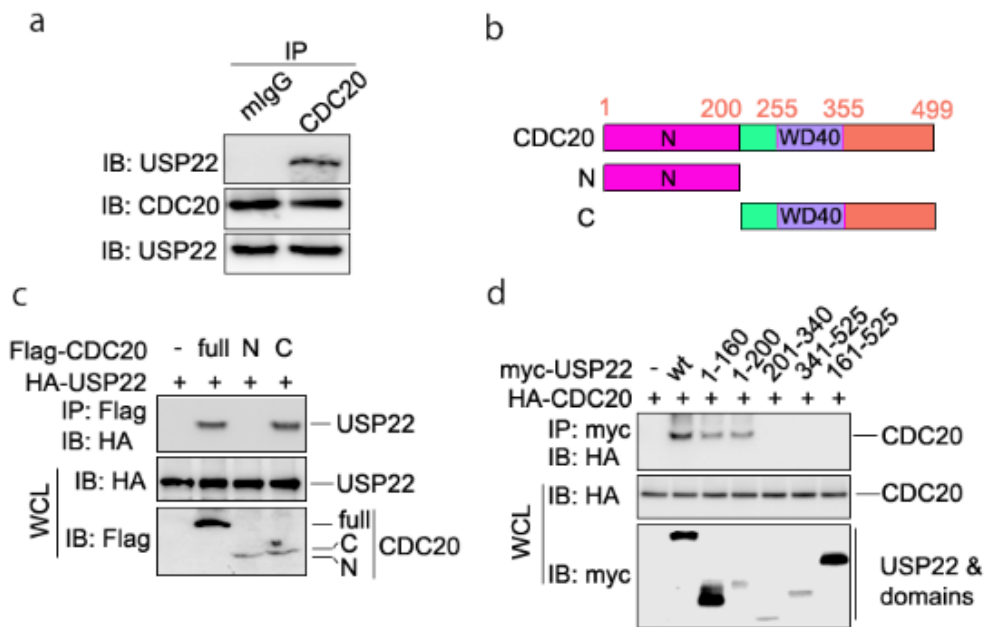 a
IP
mIgG CDC20
IB: USP22
IB: CDC20
IB: USP22
b
1 200 255 355 499
CDC20 N WD40
N N
C WD40
c
Flag-CDC20 - full N C
HA-USP22 + + + +
IP: Flag
IB: HA
USP22
WCL
IB: HA USP22
IB: Flag
full
C
N
CDC20
d
myc-USP22 - wt 1-160 1-200 201-340 341-525 161-525
HA-CDC20 + + + + + + +
IP: myc
IB: HA
CDC20
WCL
IB: HA CDC20
IB: myc
USP22 &
domains